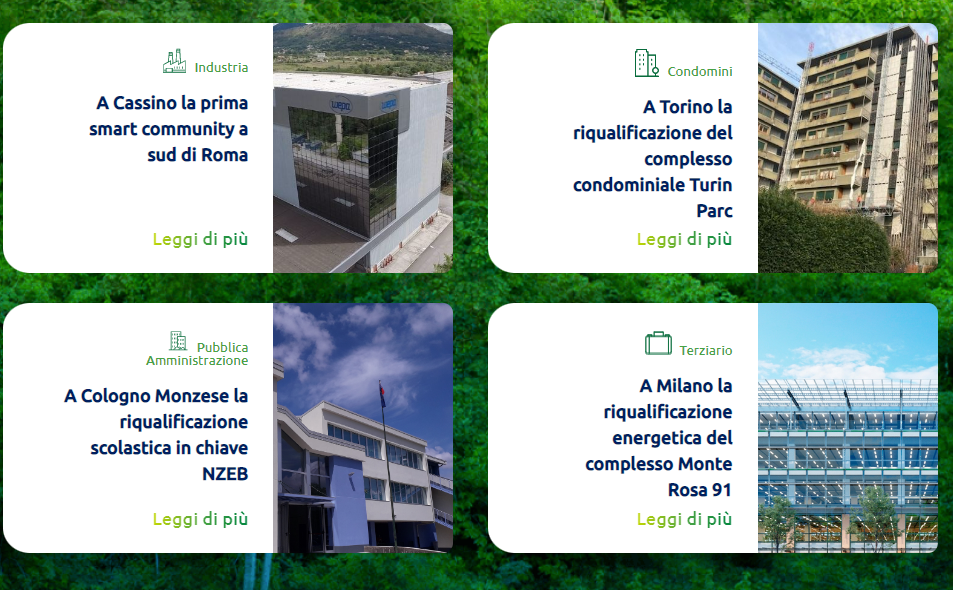 Industria
A Cassino la prima
smart community a
sud di Roma
Leggi di più
Condomini
A Torino la
riqualificazione del
complesso
condominiale Turin
Parc
Leggi di più
Pubblica
Amministrazione
A Cologno Monzese la
riqualificazione
scolastica in chiave
NZEB
Leggi di più
Terziario
A Milano la
riqualificazione
energetica del
complesso Monte
Rosa 91
Leggi di più